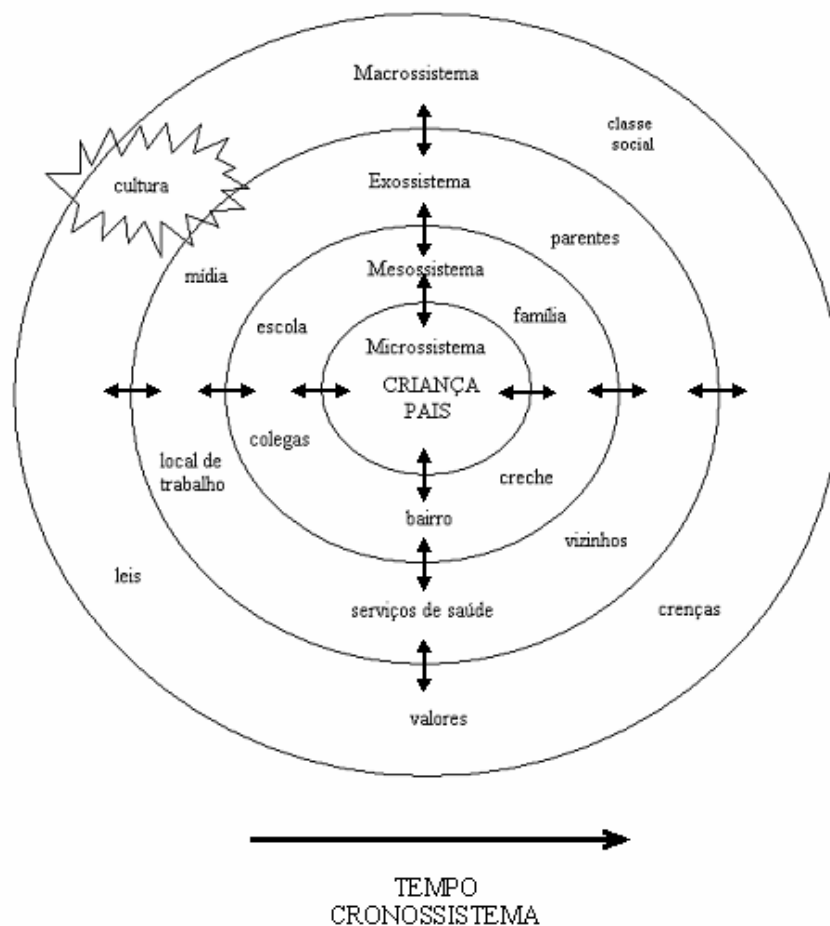 Macrossistema
classe
social
cultura
Exossistema
parentes
mídia
Mesossistema
escola
família
Microssistema
CRIANÇA
PAIS
colegas
local de
trabalho
creche
bairro
vizinhos
leis
serviços de saúde
crenças
valores
TEMPO
CRONOSSISTEMA